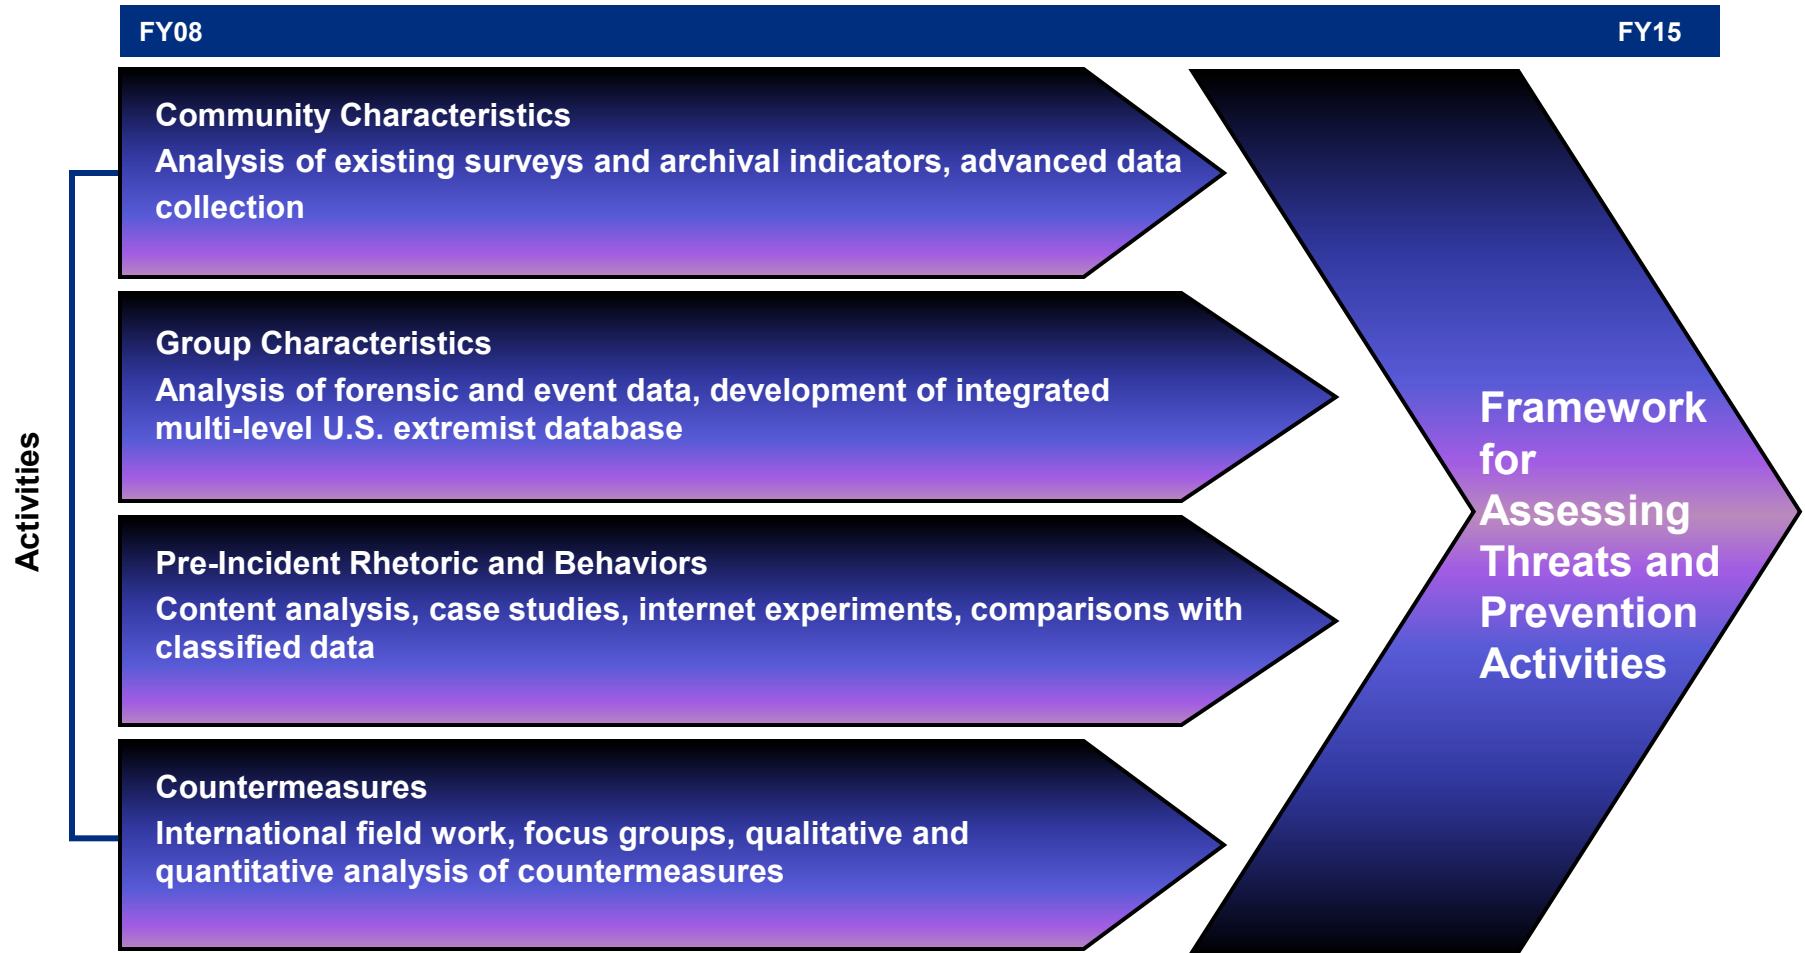 FY08
FY15
Community Characteristics
Analysis of existing surveys and archival indicators, advanced data
collection
Group Characteristics
Analysis of forensic and event data, development of integrated
multi-level U.S. extremist database
Pre-Incident Rhetoric and Behaviors
Content analysis, case studies, internet experiments, comparisons with
classified data
Countermeasures
International field work, focus groups, qualitative and
quantitative analysis of countermeasures
Activities
Framework
for
Assessing
Threats and
Prevention
Activities